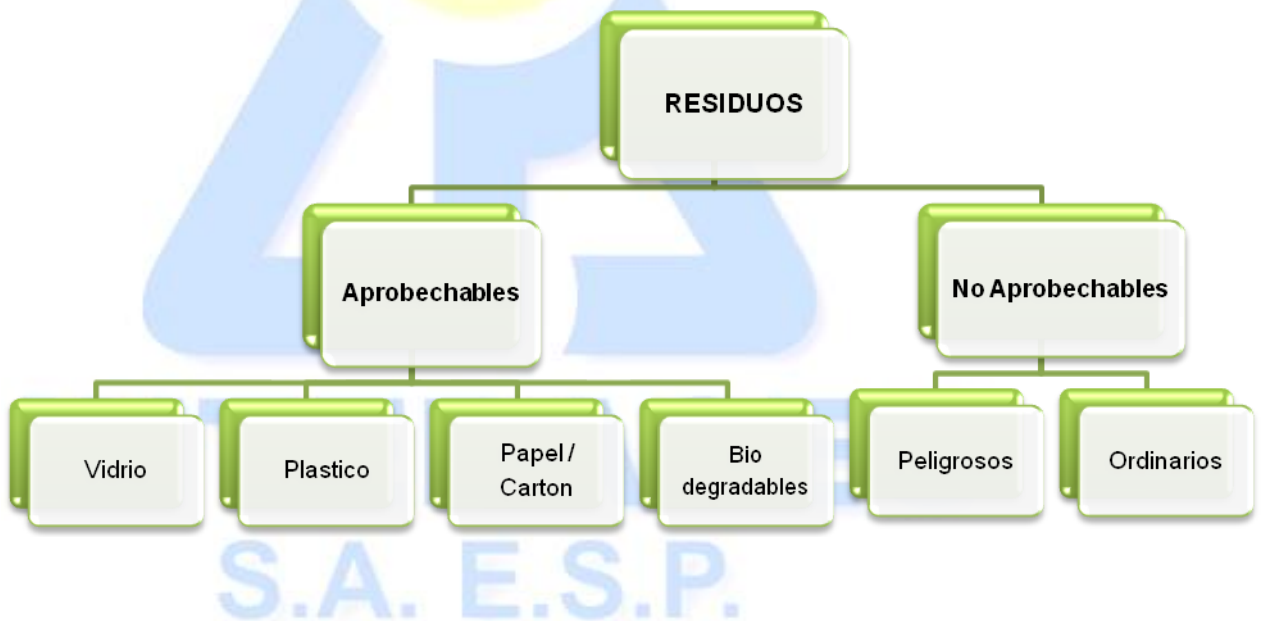 RESIDUOS
Aprobechables
No Aprobechables
Vidrio
Plastico
Papel /
Carton
Bio
degradables
Peligrosos
Ordinarios
S.A. E.S.P.